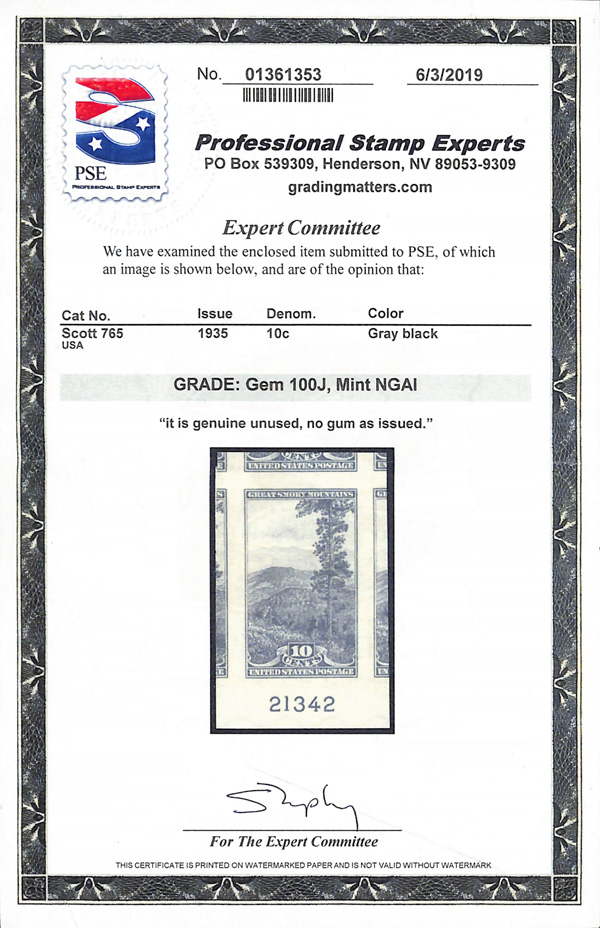 No. 01361353 6/3/2019
PSE
PROFESSIONAL STAMP EXPERTS
Professional Stamp Experts
PO Box 539309, Henderson, NV 89053-9309
gradingmatters.com
Expert Committee
We have examined the enclosed item submitted to PSE, of which
an image is shown below, and are of the opinion that:
Cat No. Issue Denom. Color
Scott 765 1935 10c Gray black
USA
GRADE: Gem 100J, Mint NGAI
“it is genuine unused, no gum as issued.”
CENTS
UNITED STATES POSTAGE
GREAT SMOKY MOUNTAINS
10
CENTS
UNITED STATES POSTAGE
21342
For The Expert Committee
THIS CERTIFICATE IS PRINTED ON WATERMARKED PAPER AND IS NOT VALID WITHOUT WATERMARK